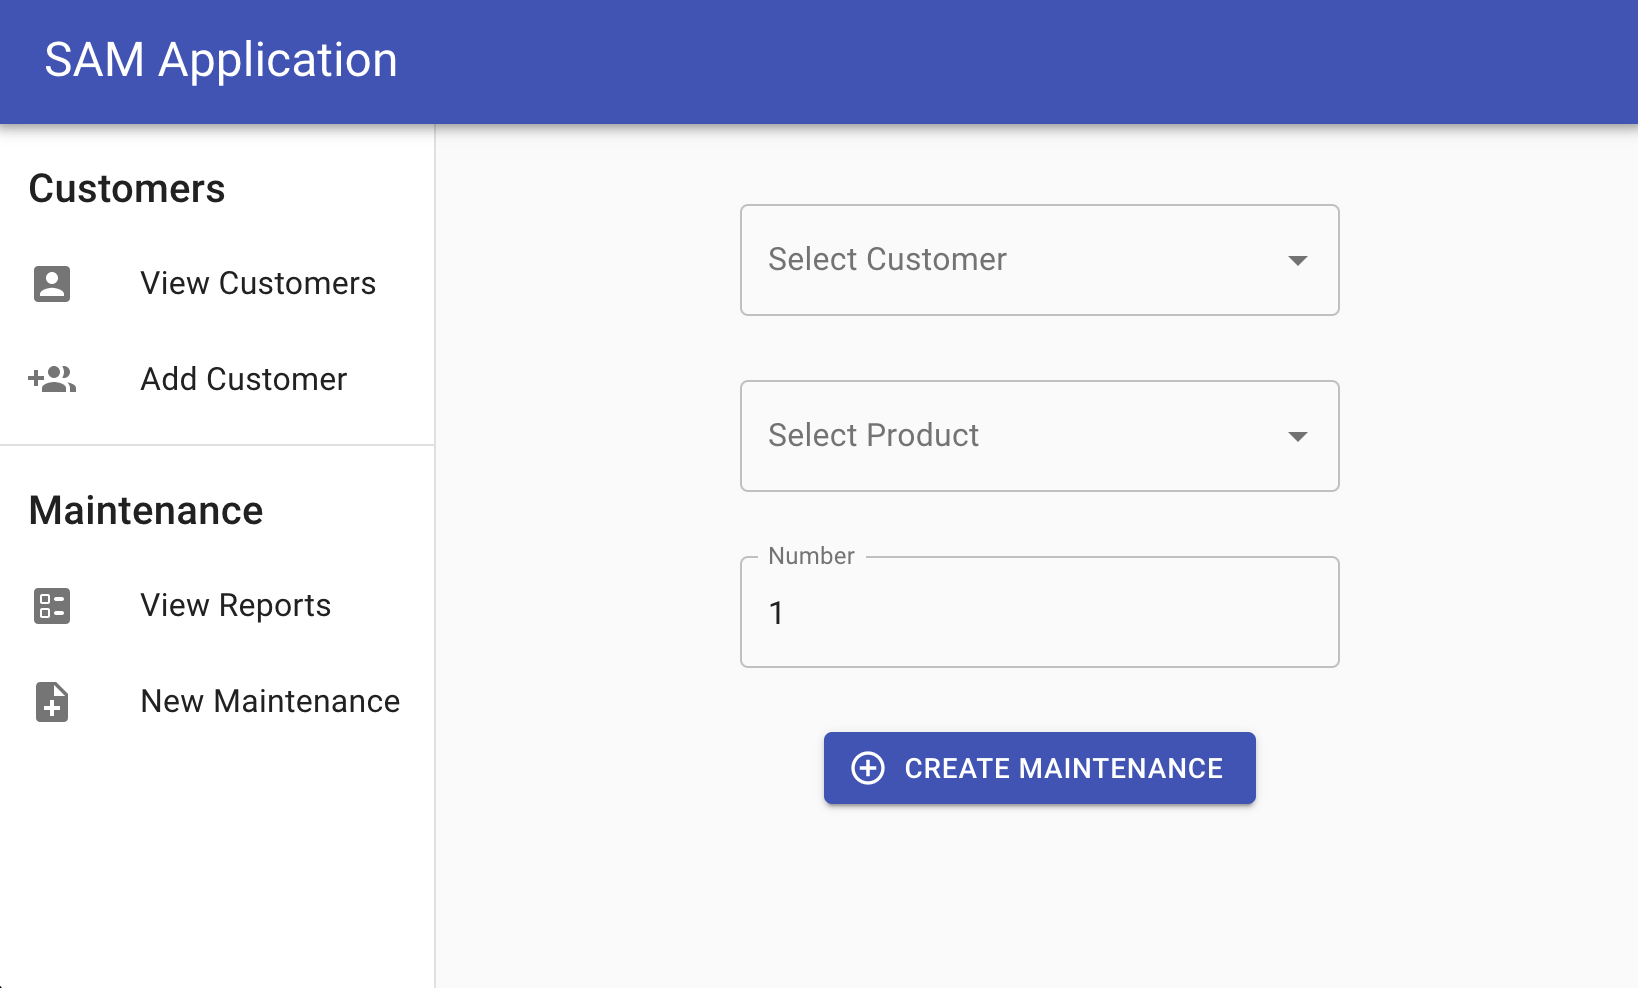 SAM Application
Customers
View Customers
Add Customer
Maintenance
View Reports
New Maintenance
Select Customer
Select Product
Number
1
CREATE MAINTENANCE